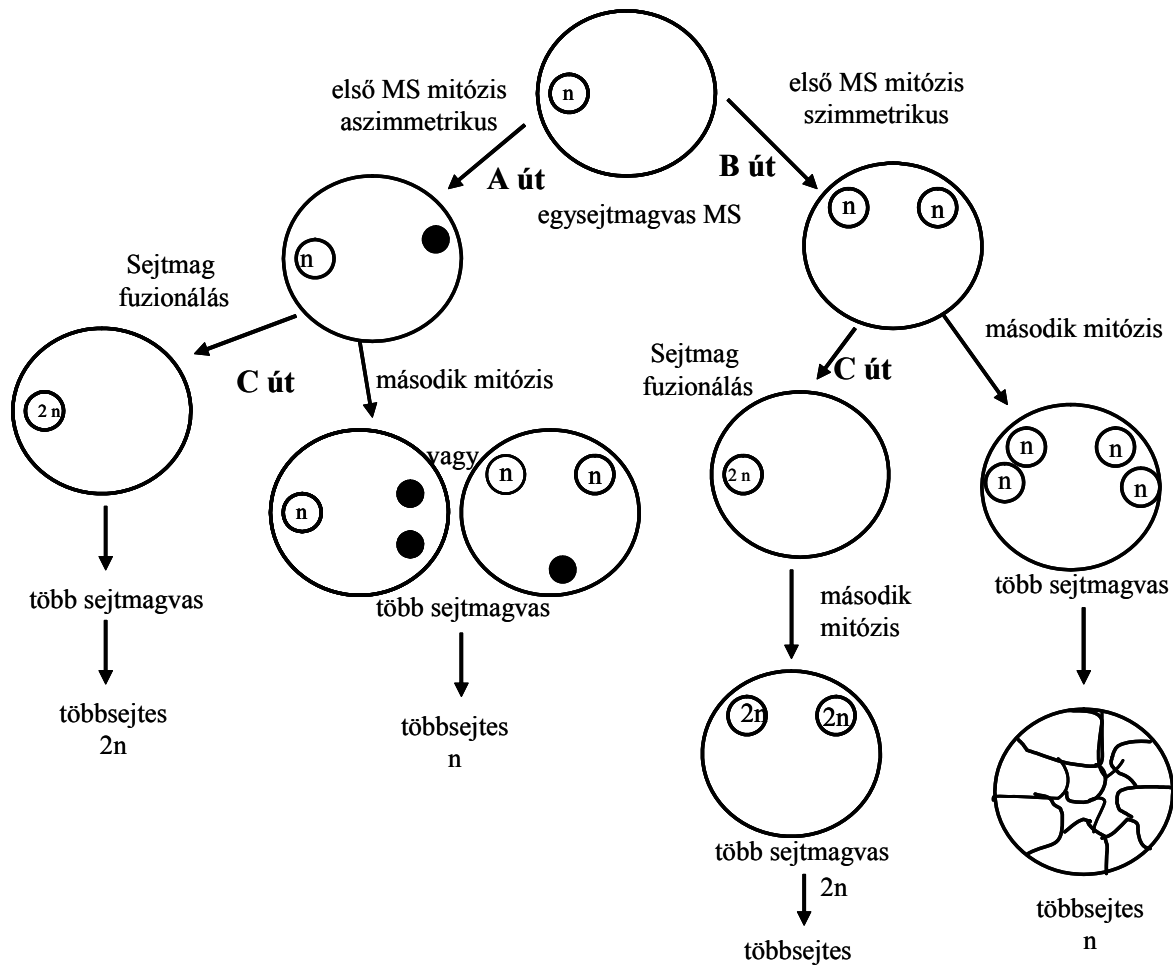 első MS mitózis
aszimmetrikus
n
első MS mitózis
szimmetrikus
A út
B út
egysejtmagvas MS
n
n
n
Sejtmag
fuzionálás
C út
második mitózis
Sejtmag
fuzionálás
C út
második mitózis
2 n
n
vagy
n
n
2 n
n
n
n
n
több sejtmagvas
több sejtmagvas
második
mitózis
több sejtmagvas
többsejtes
2n
többsejtes
n
2n
2n
több sejtmagvas
2n
többsejtes
többsejtes
n